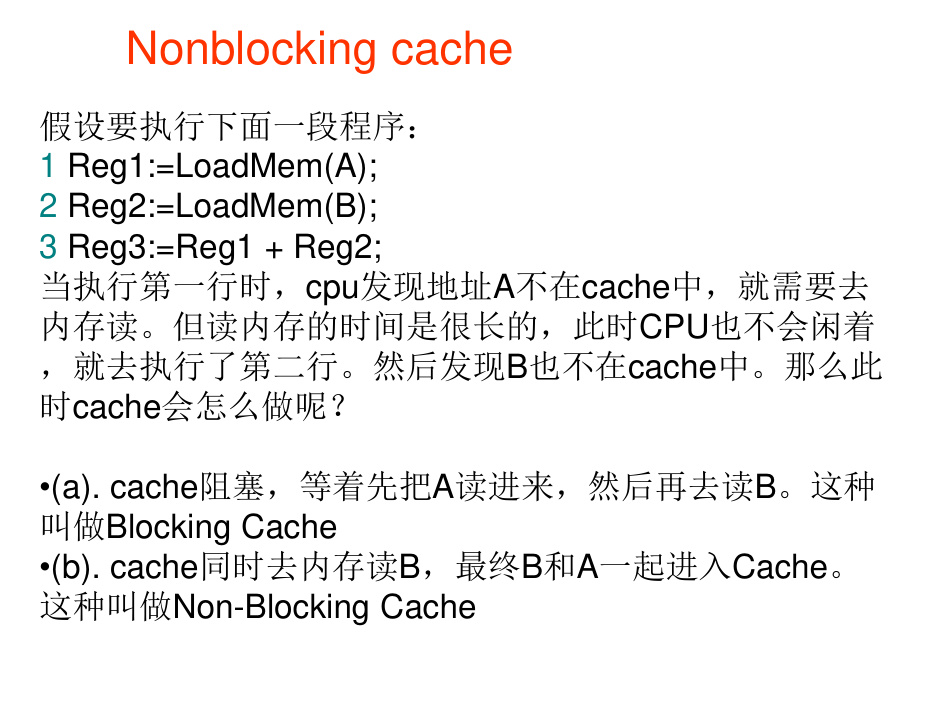 Nonblocking cache
假设要执行下面一段程序：
1 Reg1:=LoadMem(A);
2 Reg2:=LoadMem(B);
3 Reg3:=Reg1 + Reg2;
当执行第一行时，cpu发现地址A不在cache中，就需要去
内存读。但读内存的时间是很长的，此时CPU也不会闲着
，就去执行了第二行。然后发现B也不在cache中。那么此
时cache会怎么做呢？
•(a). cache阻塞，等着先把A读进来，然后再去读B。这种
叫做Blocking Cache
•(b). cache同时去内存读B，最终B和A一起进入Cache。
这种叫做Non-Blocking Cache